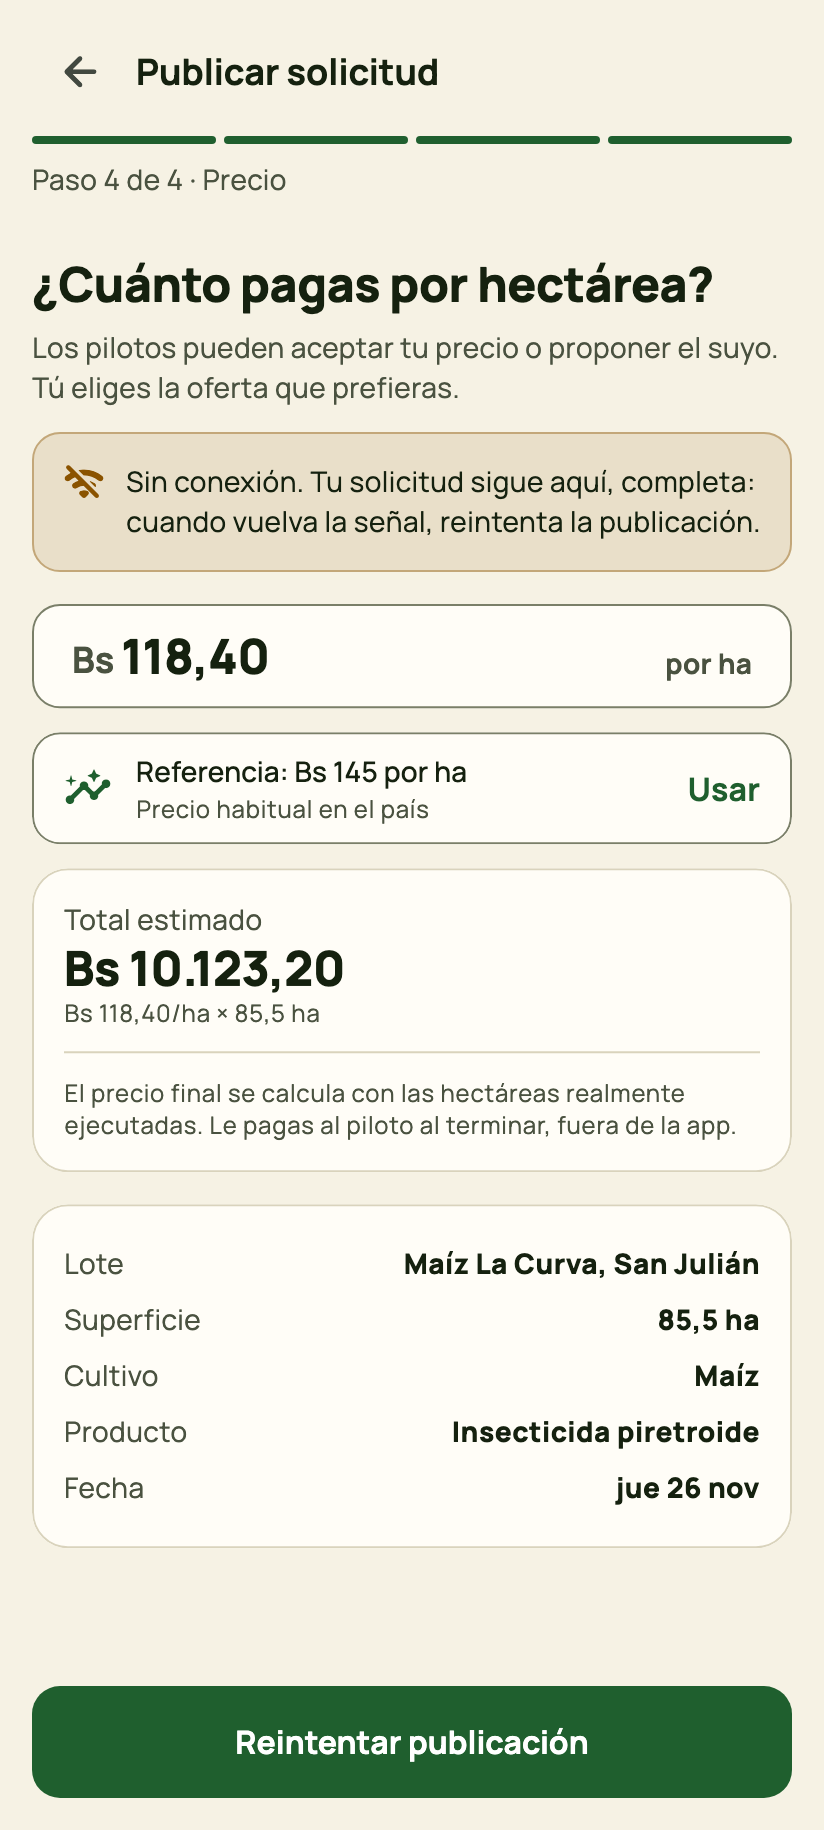 Publicar solicitud
Paso 4 de 4 · Precio
¿Cuánto pagas por hectárea?
Los pilotos pueden aceptar tu precio o proponer el suyo.
Tú eliges la oferta que prefieras.
Sin conexión. Tu solicitud sigue aquí, completa:
cuando vuelva la señal, reintenta la publicación.
Bs 118,40 por ha
Referencia: Bs 145 por ha
Precio habitual en el país
Usar
Total estimado
Bs 10.123,20
Bs 118,40/ha × 85,5 ha
El precio final se calcula con las hectáreas realmente
ejecutadas. Le pagas al piloto al terminar, fuera de la app.
Lote Maíz La Curva, San Julián
Superficie 85,5 ha
Cultivo Maíz
Producto Insecticida piretroide
Fecha jue 26 nov
Reintentar publicación